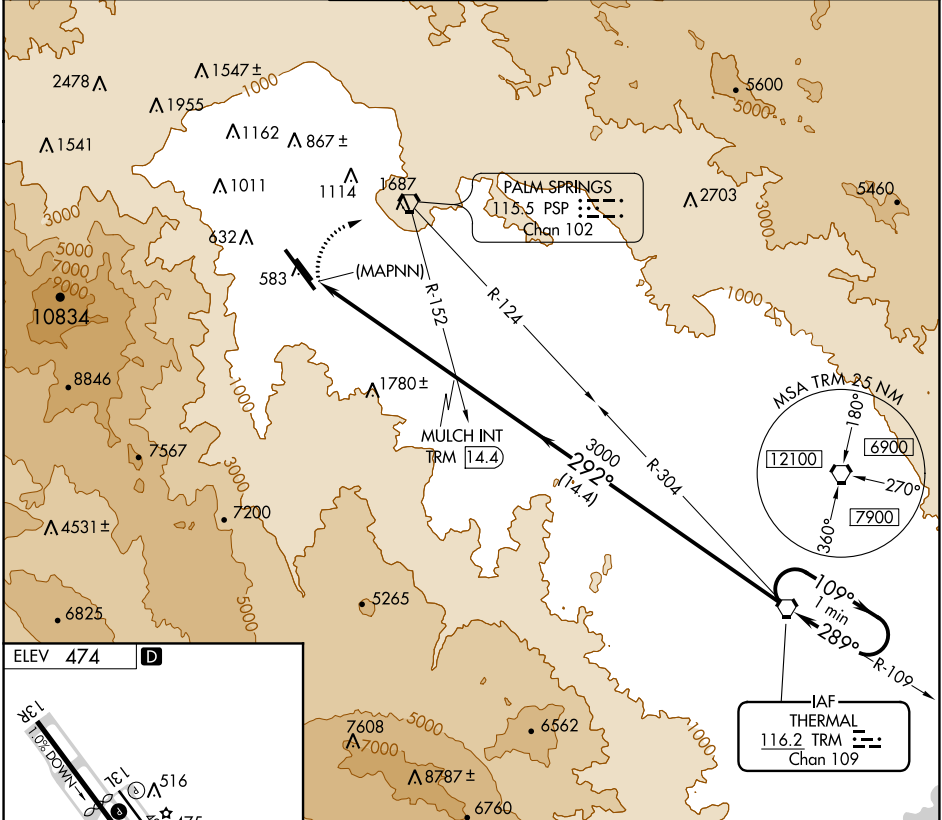 2478
1547 ±
1000
1955
1541
1162
867 ±
5600
5000
1011
1114
1687
PALM SPRINGS
115.5 PSP
Chan 102
2703
5460
3000
3000
632
5000
7000
9000
10834
583
(MAPNN)
R-152
R-124
1000
8846
1000
1780 ±
MULCH INT
TRM 14.4
3000
292°
(14.4)
R-304
MSA TRM 25 NM
180°
6900
12100
270°
7900
360°
7567
3000
7200
4531 ±
6825
5000
5265
109°
1 min
289°
R-109
IAF
THERMAL
116.2 TRM
Chan 109
ELEV 474 D
13R
1.0% DOWN
13L
P
516
P
7608
5000
7000
6562
8787 ±
6760
1000